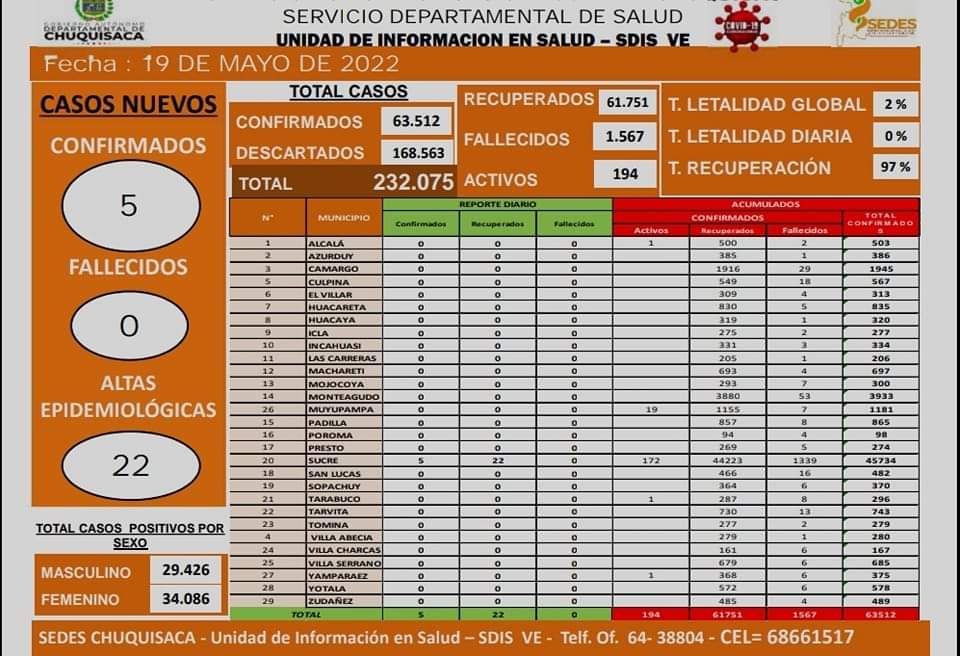 GOBIERNO AUTÓNOMO
DEPARTAMENTAL DE
CHUQUISACA
SERVICIO DEPARTAMENTAL DE SALUD
UNIDAD DE INFORMACION EN SALUD – SDIS VE
COVID-19
SEDES
Fecha : 19 DE MAYO DE 2022
CASOS NUEVOS
CONFIRMADOS
5
FALLECIDOS
0
ALTAS
EPIDEMIOLÓGICAS
22
TOTAL CASOS POSITIVOS POR
SEXO
MASCULINO 29.426
FEMENINO 34.086
TOTAL CASOS
CONFIRMADOS 63.512
DESCARTADOS 168.563
TOTAL 232.075
RECUPERADOS 61.751
FALLECIDOS 1.567
ACTIVOS 194
T. LETALIDAD GLOBAL 2 %
T. LETALIDAD DIARIA 0 %
T. RECUPERACIÓN 97 %
REPORTE DIARIO ACUMULADOS
N° MUNICIPIO Confirmados Recuperados Fallecidos CONFIRMADOS TOTAL CONFIRMADOS
Activos Recuperados Fallecidos
1 ALCALÁ 0 0 0 1 500 2 503
2 AZURDUY 0 0 0 385 1 386
3 CAMARGO 0 0 0 1916 29 1945
5 CULPINA 0 0 0 549 18 567
6 EL VILLAR 0 0 0 309 4 313
7 HUACARETA 0 0 0 830 5 835
8 HUACAYA 0 0 0 319 1 320
9 ICLA 0 0 0 275 2 277
10 INCAHUASI 0 0 0 331 3 334
11 LAS CARRERAS 0 0 0 205 1 206
12 MACHARETI 0 0 0 693 4 697
13 MOJOCOYA 0 0 0 293 7 300
14 MONTEAGUDO 0 0 0 3880 53 3933
26 MUYUPAMPA 0 0 0 19 1155 7 1181
15 PADILLA 0 0 0 857 8 865
16 POROMA 0 0 0 94 4 98
17 PRESTO 0 0 0 269 5 274
20 SUCRE 5 22 0 172 44223 1339 45734
18 SAN LUCAS 0 0 0 466 16 482
19 SOPACHUY 0 0 0 364 6 370
21 TARABUCO 0 0 0 1 287 8 296
22 TARVITA 0 0 0 730 13 743
23 TOMINA 0 0 0 277 2 279
4 VILLA ABECIA 0 0 0 279 1 280
24 VILLA CHARCAS 0 0 0 161 6 167
25 VILLA SERRANO 0 0 0 679 6 685
27 YAMPARAEZ 0 0 0 1 368 6 375
28 YOTALA 0 0 0 572 6 578
29 ZUDAÑEZ 0 0 0 485 4 489
TOTAL 5 22 0 194 61751 1567 63512
SEDES CHUQUISACA - Unidad de Información en Salud – SDIS VE - Telf. Of. 64- 38804 - CEL= 68661517